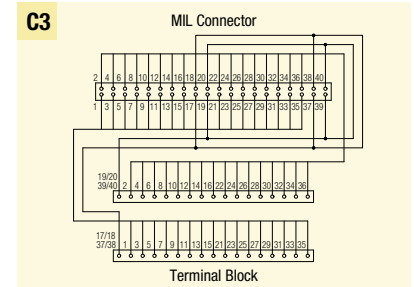 C3
MIL Connector
2 4 6 8 10 12 14 16 18 20 22 24 26 28 30 32 34 36 38 40
1 3 5 7 9 11 13 15 17 19 21 23 25 27 29 31 33 35 37 39
19/20
39/40 2 4 6 8 10 12 14 16 22 24 26 28 30 32 34 36
17/18
37/38 1 3 5 7 9 11 13 15 21 23 25 27 29 31 33 35
Terminal Block